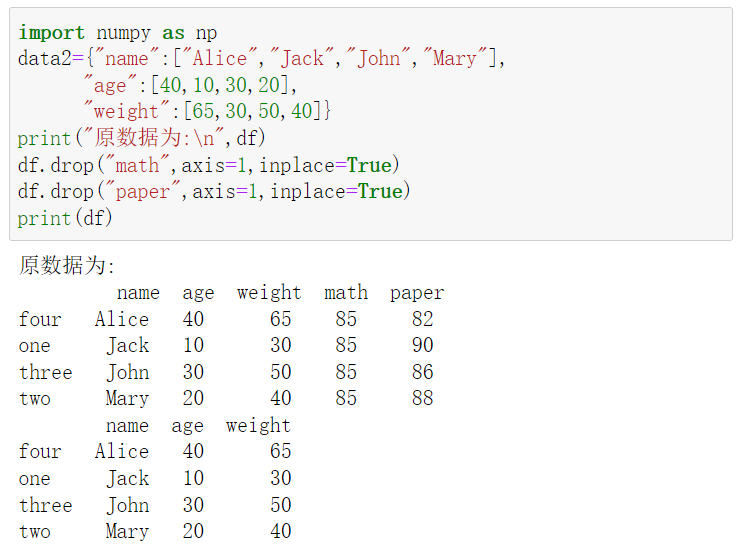 import numpy as np
data2={"name":["Alice","Jack","John","Mary"],
      "age":[40,10,30,20],
      "weight":[65,30,50,40]}
print("原数据为:\n",df)
df.drop("math",axis=1,inplace=True)
df.drop("paper",axis=1,inplace=True)
print(df)
原数据为:
         name  age  weight  math  paper
four   Alice   40      65    85     82
one     Jack   10      30    85     90
three   John   30      50    85     86
two     Mary   20      40    85     88
        name  age  weight
four   Alice   40      65
one     Jack   10      30
three   John   30      50
two     Mary   20      40